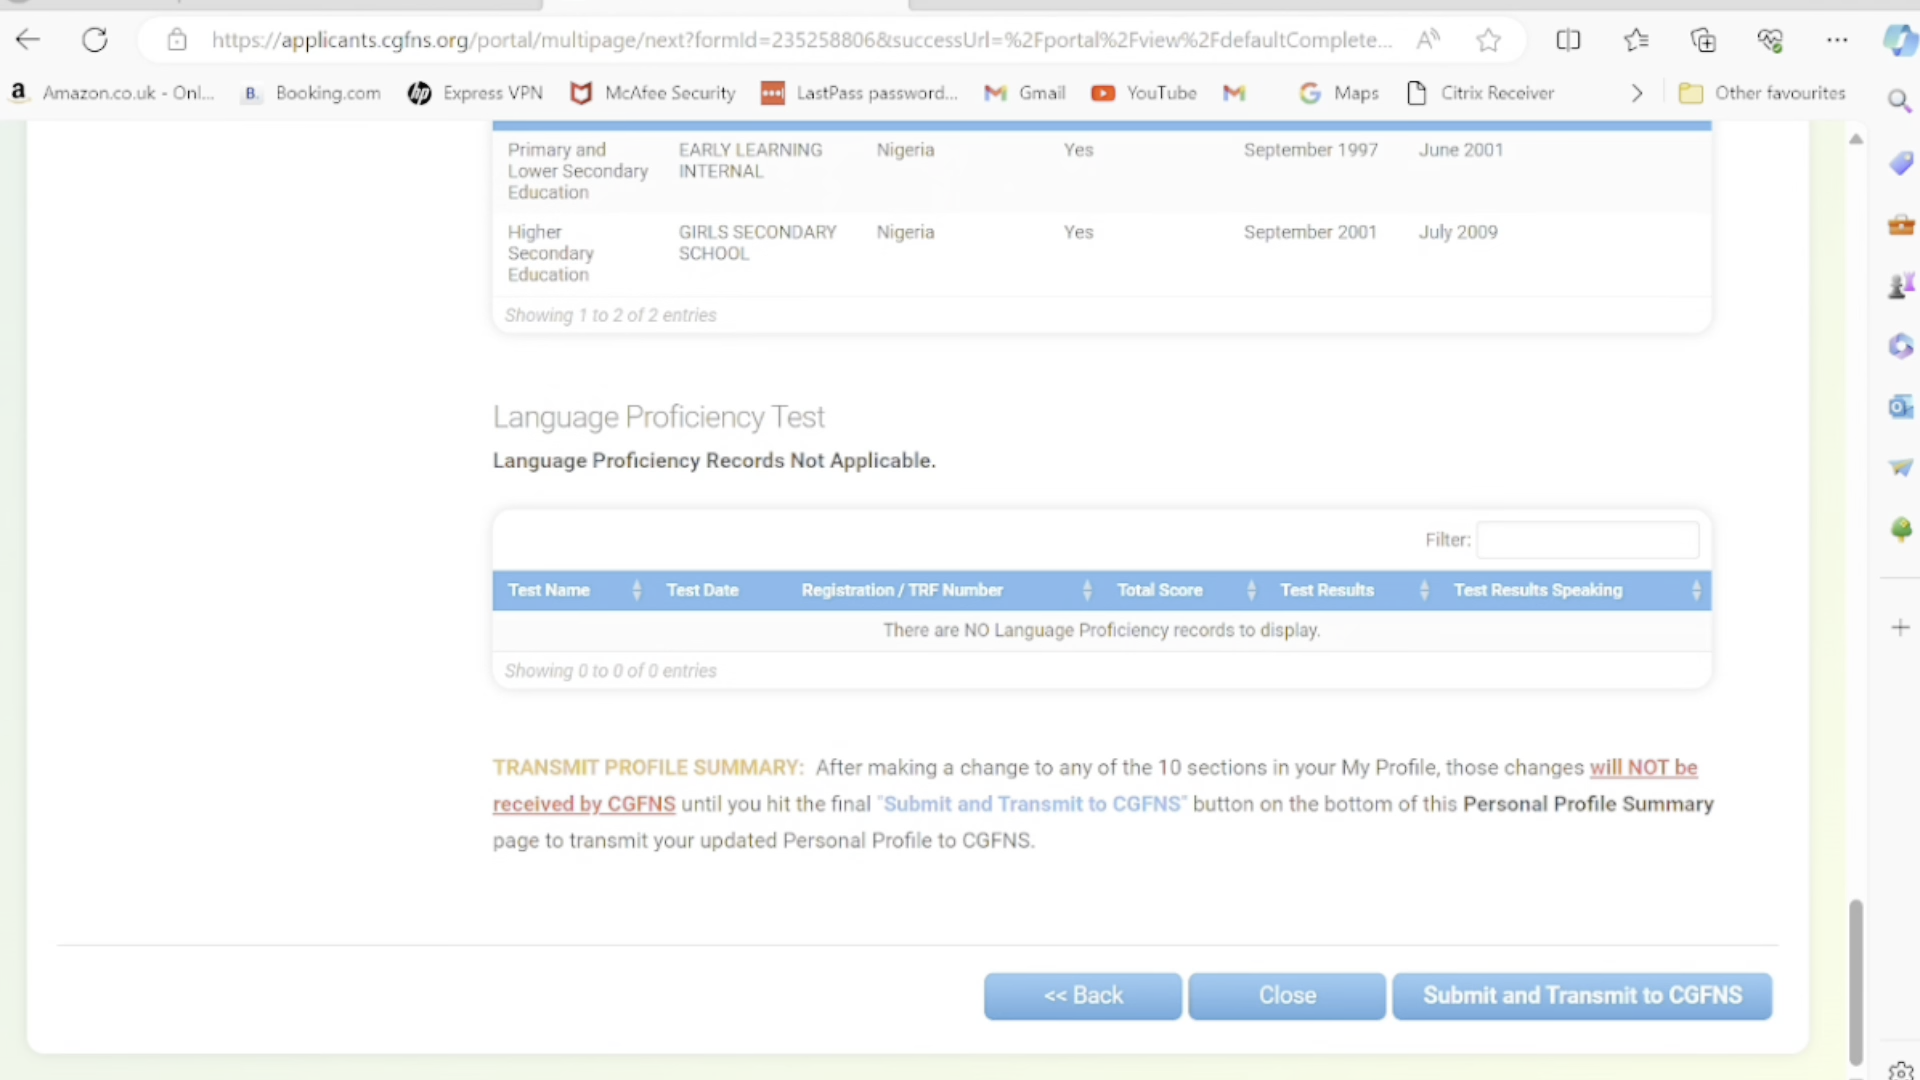 https://applicants.cgfns.org/portal/multipage/next?formId=235258806&successUrl=%2Fportal%2Fview%2FdefaultComplete...
Amazon.co.uk - Onl... Booking.com Express VPN McAfee Security LastPass password... Gmail YouTube Maps Citrix Receiver Other favourites
Primary and EARLY LEARNING Nigeria Yes September 1997 June 2001
Lower Secondary INTERNAL
Education
Higher GIRLS SECONDARY Nigeria Yes September 2001 July 2009
Secondary SCHOOL
Education
Showing 1 to 2 of 2 entries
Language Proficiency Test
Language Proficiency Records Not Applicable.
Filter:
Test Name Test Date Registration / TRF Number Total Score Test Results Test Results Speaking
There are NO Language Proficiency records to display.
Showing 0 to 0 of 0 entries
TRANSMIT PROFILE SUMMARY: After making a change to any of the 10 sections in your My Profile, those changes will NOT be
received by CGFNS until you hit the final "Submit and Transmit to CGFNS" button on the bottom of this Personal Profile Summary
page to transmit your updated Personal Profile to CGFNS.
<< Back Close Submit and Transmit to CGFNS